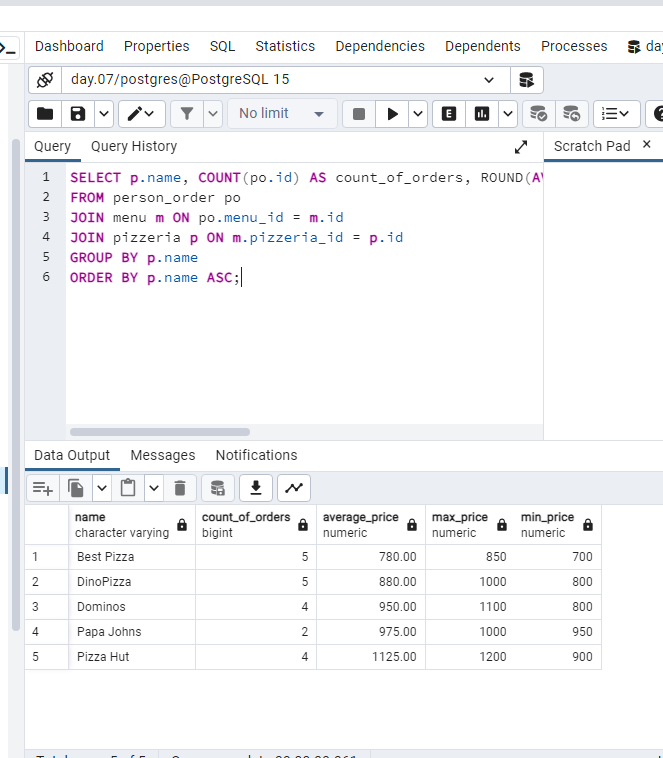 Dashboard Properties SQL Statistics Dependencies Dependents Processes da
day.07/postgres@PostgreSQL 15
No limit E
Query Query History Scratch Pad ×
1 SELECT p.name, COUNT(po.id) AS count_of_orders, ROUND(AV
2 FROM person_order po
3 JOIN menu m ON po.menu_id = m.id
4 JOIN pizzeria p ON m.pizzeria_id = p.id
5 GROUP BY p.name
6 ORDER BY p.name ASC;
Data Output Messages Notifications
name count_of_orders average_price max_price min_price
character varying bigint numeric numeric numeric
1 Best Pizza 5 780.00 850 700
2 DinoPizza 5 880.00 1000 800
3 Dominos 4 950.00 1100 800
4 Papa Johns 2 975.00 1000 950
5 Pizza Hut 4 1125.00 1200 900